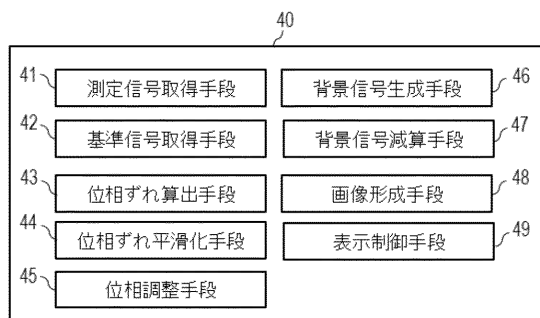 40
41
測定信号取得手段
42
基準信号取得手段
43
位相ずれ算出手段
44
位相ずれ平滑化手段
45
位相調整手段
46
背景信号生成手段
47
背景信号減算手段
48
画像形成手段
49
表示制御手段